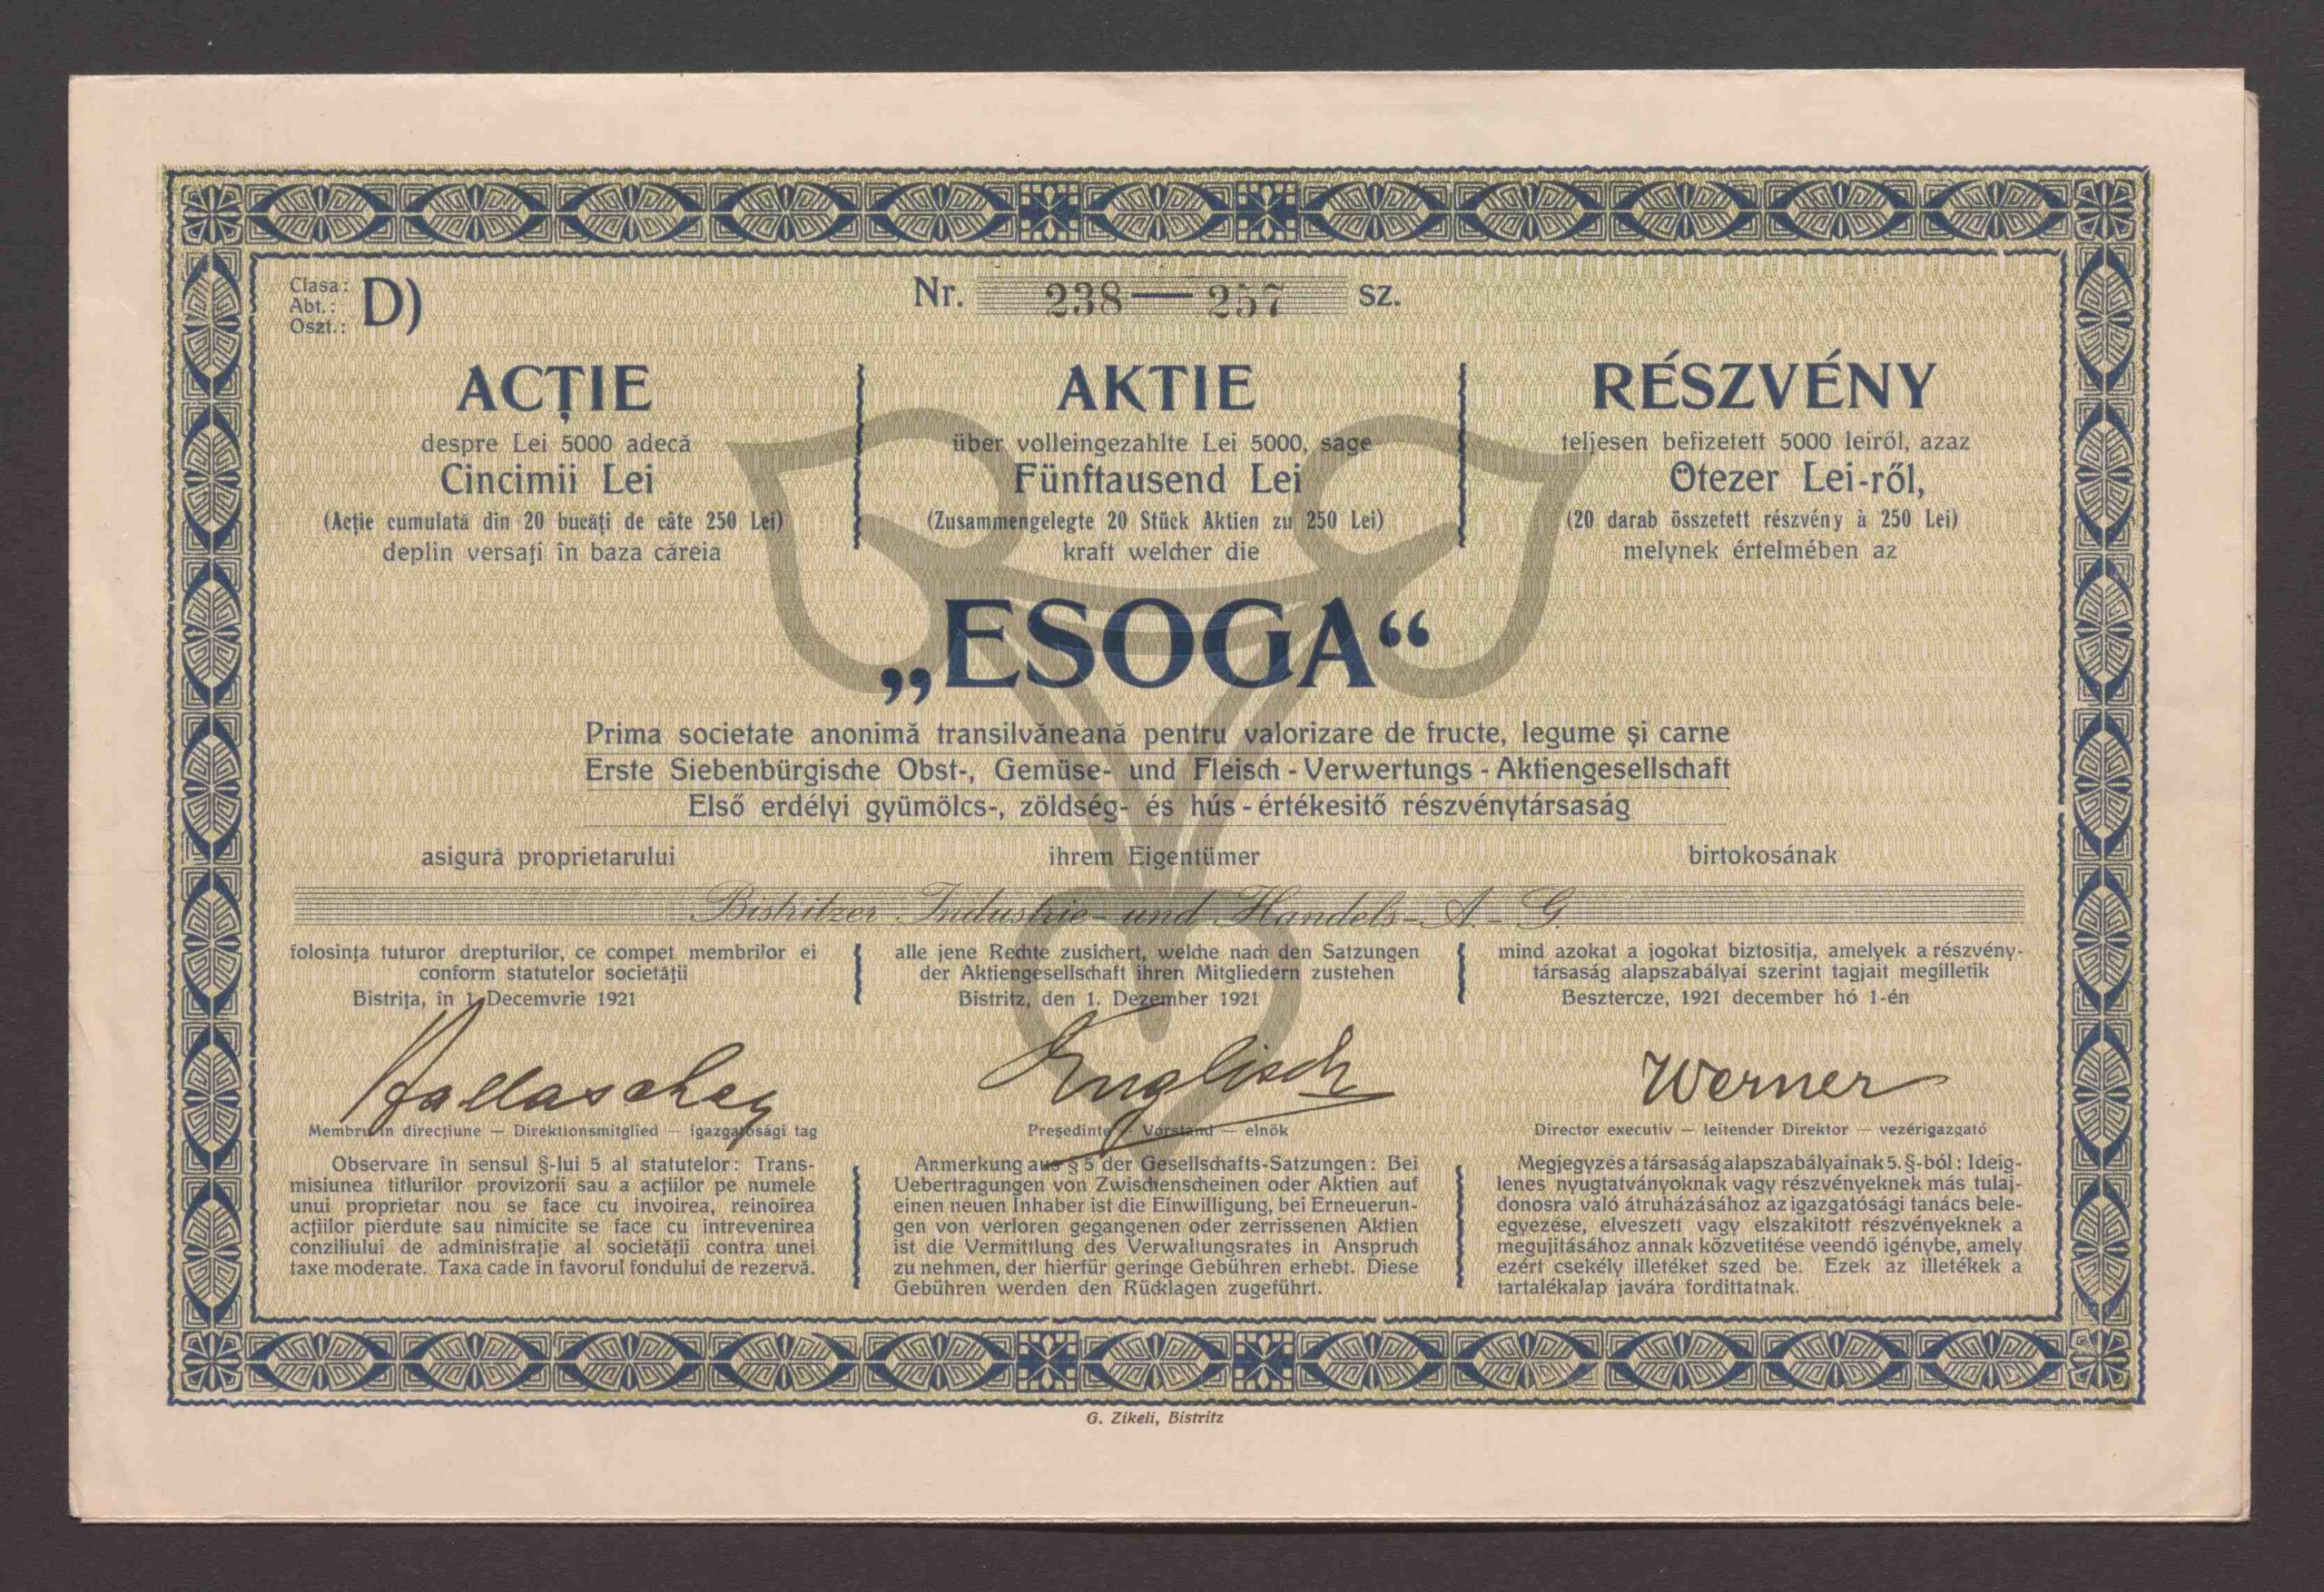 Clasa:
Abt.:
Oszt.:
D)
Nr. 238 — 257 sz.
ACȚIE
despre Lei 5000 adecă
Cincimii Lei
(Acție cumulată din 20 bucăți de câte 250 Lei)
deplin versați în baza căreia
AKTIE
über volleingezahlte Lei 5000, sage
Fünftausend Lei
(Zusammengelegte 20 Stück Aktien zu 250 Lei)
kraft welcher die
RÉSZVÉNY
teljesen befizetett 5000 leiről, azaz
Ötezer Lei-ről,
(20 darab összetett részvény à 250 Lei)
melynek értelmében az
„ESOGA“
Prima societate anonimă transilvăneană pentru valorizare de fructe, legume și carne
Erste Siebenbürgische Obst-, Gemüse- und Fleisch - Verwertungs - Aktiengesellschaft
Első erdélyi gyümölcs-, zöldség- és hús - értékesitő részvénytársaság
asigură proprietarului
ihrem Eigentümer
birtokosának
Bistritzer Industrie- und Handels-A.-G.
folosința tuturor drepturilor, ce compet membrilor ei
conform statutelor societății
Bistrița, în 1 Decemvrie 1921
alle jene Rechte zusichert, welche nach den Satzungen
der Aktiengesellschaft ihren Mitgliedern zustehen
Bistritz, den 1. Dezember 1921
mind azokat a jogokat biztositja, amelyek a részvény-
társaság alapszabályai szerint tagjait megilletik
Besztercze, 1921 december hó 1-én
Englisch
Werner
Membru în direcțiune — Direktionsmitglied — igazgatósági tag
Președinte — Vorstand — elnök
Director executiv — leitender Direktor — vezérigazgató
Observare în sensul §-lui 5 al statutelor: Trans-
misiunea titlurilor provizorii sau a acțiilor pe numele
unui proprietar nou se face cu invoirea, reinoirea
acțiilor pierdute sau nimicite se face cu intrevenirea
conziliului de administrație al societății contra unei
taxe moderate. Taxa cade în favorul fondului de rezervă.
Anmerkung aus § 5 der Gesellschafts-Satzungen: Bei
Uebertragungen von Zwischenscheinen oder Aktien auf
einen neuen Inhaber ist die Einwilligung, bei Erneuerun-
gen von verloren gegangenen oder zerrissenen Aktien
ist die Vermittlung des Verwaltungsrates in Anspruch
zu nehmen, der hierfür geringe Gebühren erhebt. Diese
Gebühren werden den Rücklagen zugeführt.
Megjegyzés a társaság alapszabályainak 5. §-ból: Ideig-
lenes nyugtatványoknak vagy részvényeknek más tulaj-
donosra való átruházásához az igazgatósági tanács bele-
egyezése, elveszett vagy elszakitott részvényeknek a
megujitásához annak közvetitése veendő igénybe, amely
ezért csekély illetéket szed be. Ezek az illetékek a
tartalékalap javára fordittatnak.
G. Zikeli, Bistritz